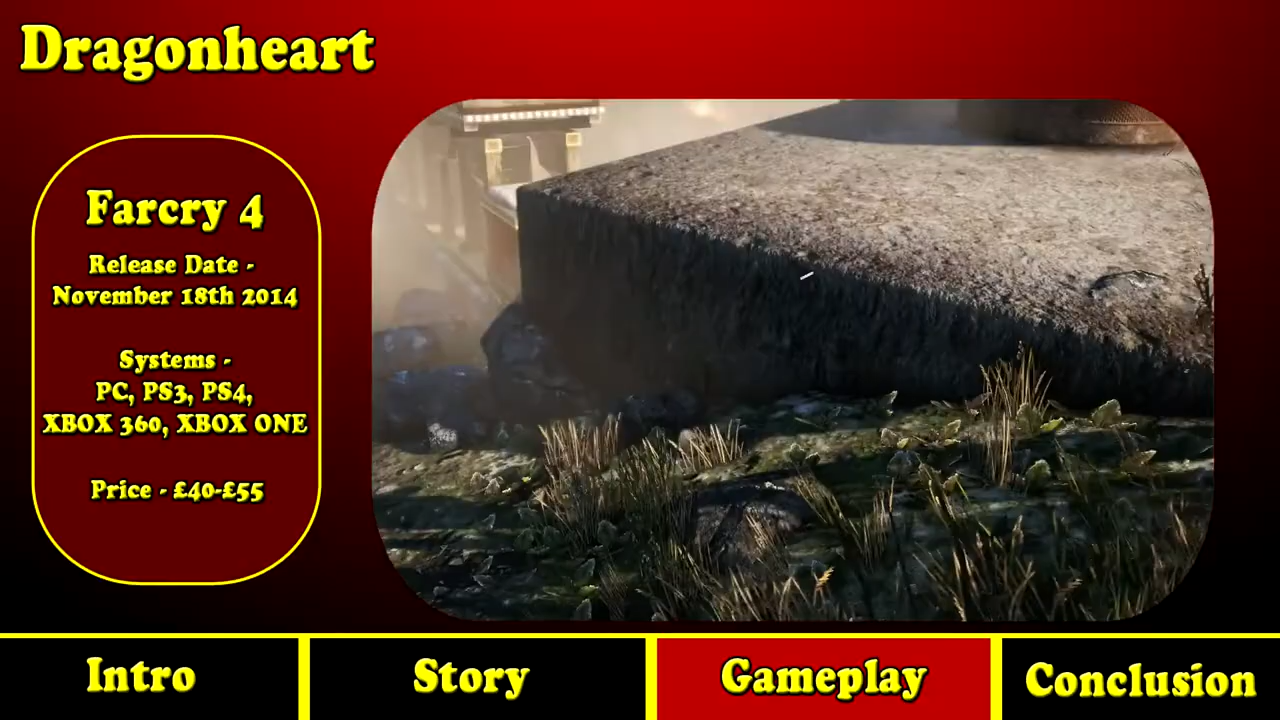 Dragonheart
Farcry 4
Release Date -
November 18th 2014
Systems -
PC, PS3, PS4,
XBOX 360, XBOX ONE
Price - £40-£55
Intro
Story
Gameplay
Conclusion